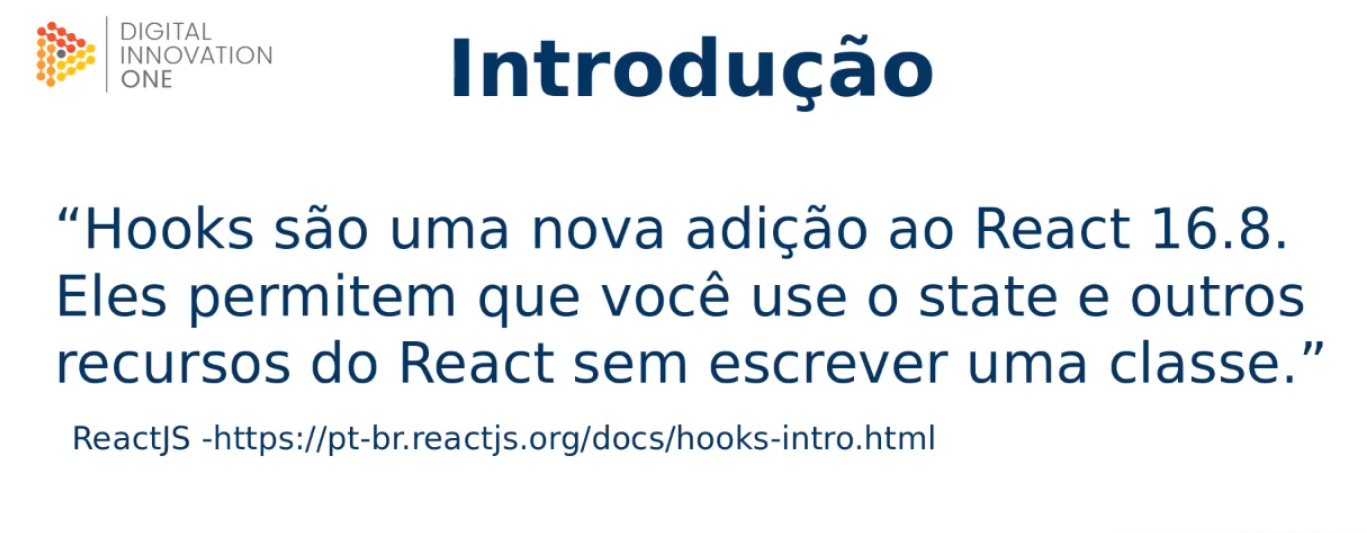 DIGITAL
INNOVATION
ONE
Introdução
“Hooks são uma nova adição ao React 16.8.
Eles permitem que você use o state e outros
recursos do React sem escrever uma classe.”
ReactJS -https://pt-br.reactjs.org/docs/hooks-intro.html